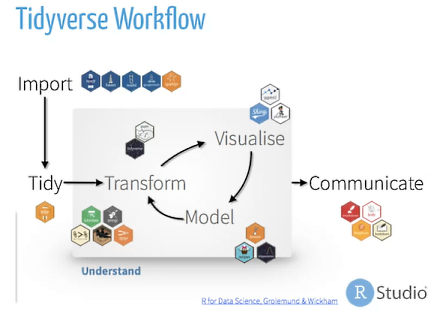 Tidyverse Workflow
Import
Visualise
Tidy
Transform
Communicate
Model
Understand
R for Data Science, Grolemund & Wickham
R Studio